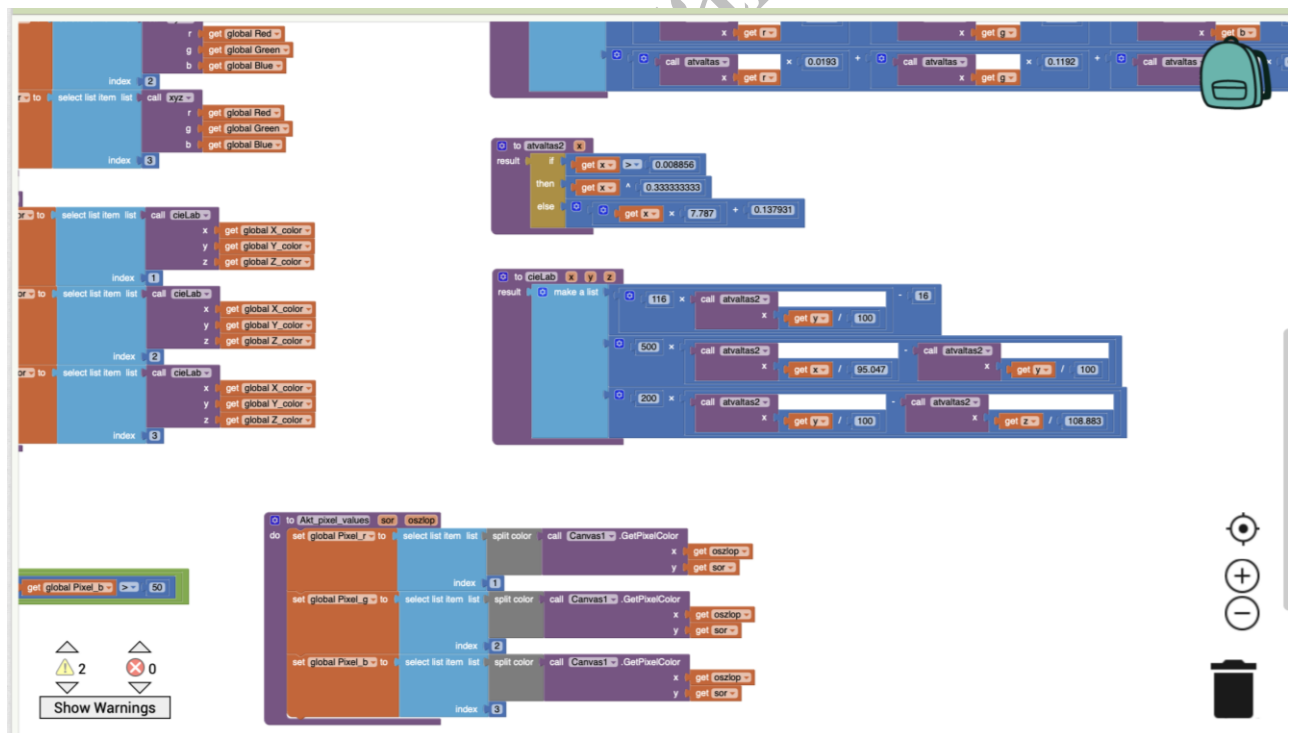 r get global Red
g get global Green
b get global Blue
index 2
to select list item list call xyz
r get global Red
g get global Green
b get global Blue
index 3
to select list item list call cieLab
x get global X_color
y get global Y_color
z get global Z_color
index 1
to select list item list call cieLab
x get global X_color
y get global Y_color
z get global Z_color
index 2
to select list item list call cieLab
x get global X_color
y get global Y_color
z get global Z_color
index 3
x get r x get g x get b
call atvaltas × 0.0193 + call atvaltas × 0.1192 + call atvaltas ×
x get r x get g
to atvaltas2 x
result if get x > 0.008856
then get x ^ 0.333333333
else get x × 7.787 + 0.137931
to cieLab x y z
result make a list 116 × call atvaltas2 - 16
x get y / 100
500 × call atvaltas2 - call atvaltas2
x get x / 95.047 x get y / 100
200 × call atvaltas2 - call atvaltas2
x get y / 100 x get z / 108.883
to Akt_pixel_values sor oszlop
do set global Pixel_r to select list item list split color call Canvas1 .GetPixelColor
x get oszlop
y get sor
index 1
set global Pixel_g to select list item list split color call Canvas1 .GetPixelColor
x get oszlop
y get sor
index 2
set global Pixel_b to select list item list split color call Canvas1 .GetPixelColor
x get oszlop
y get sor
index 3
get global Pixel_b > 50
2 0
Show Warnings